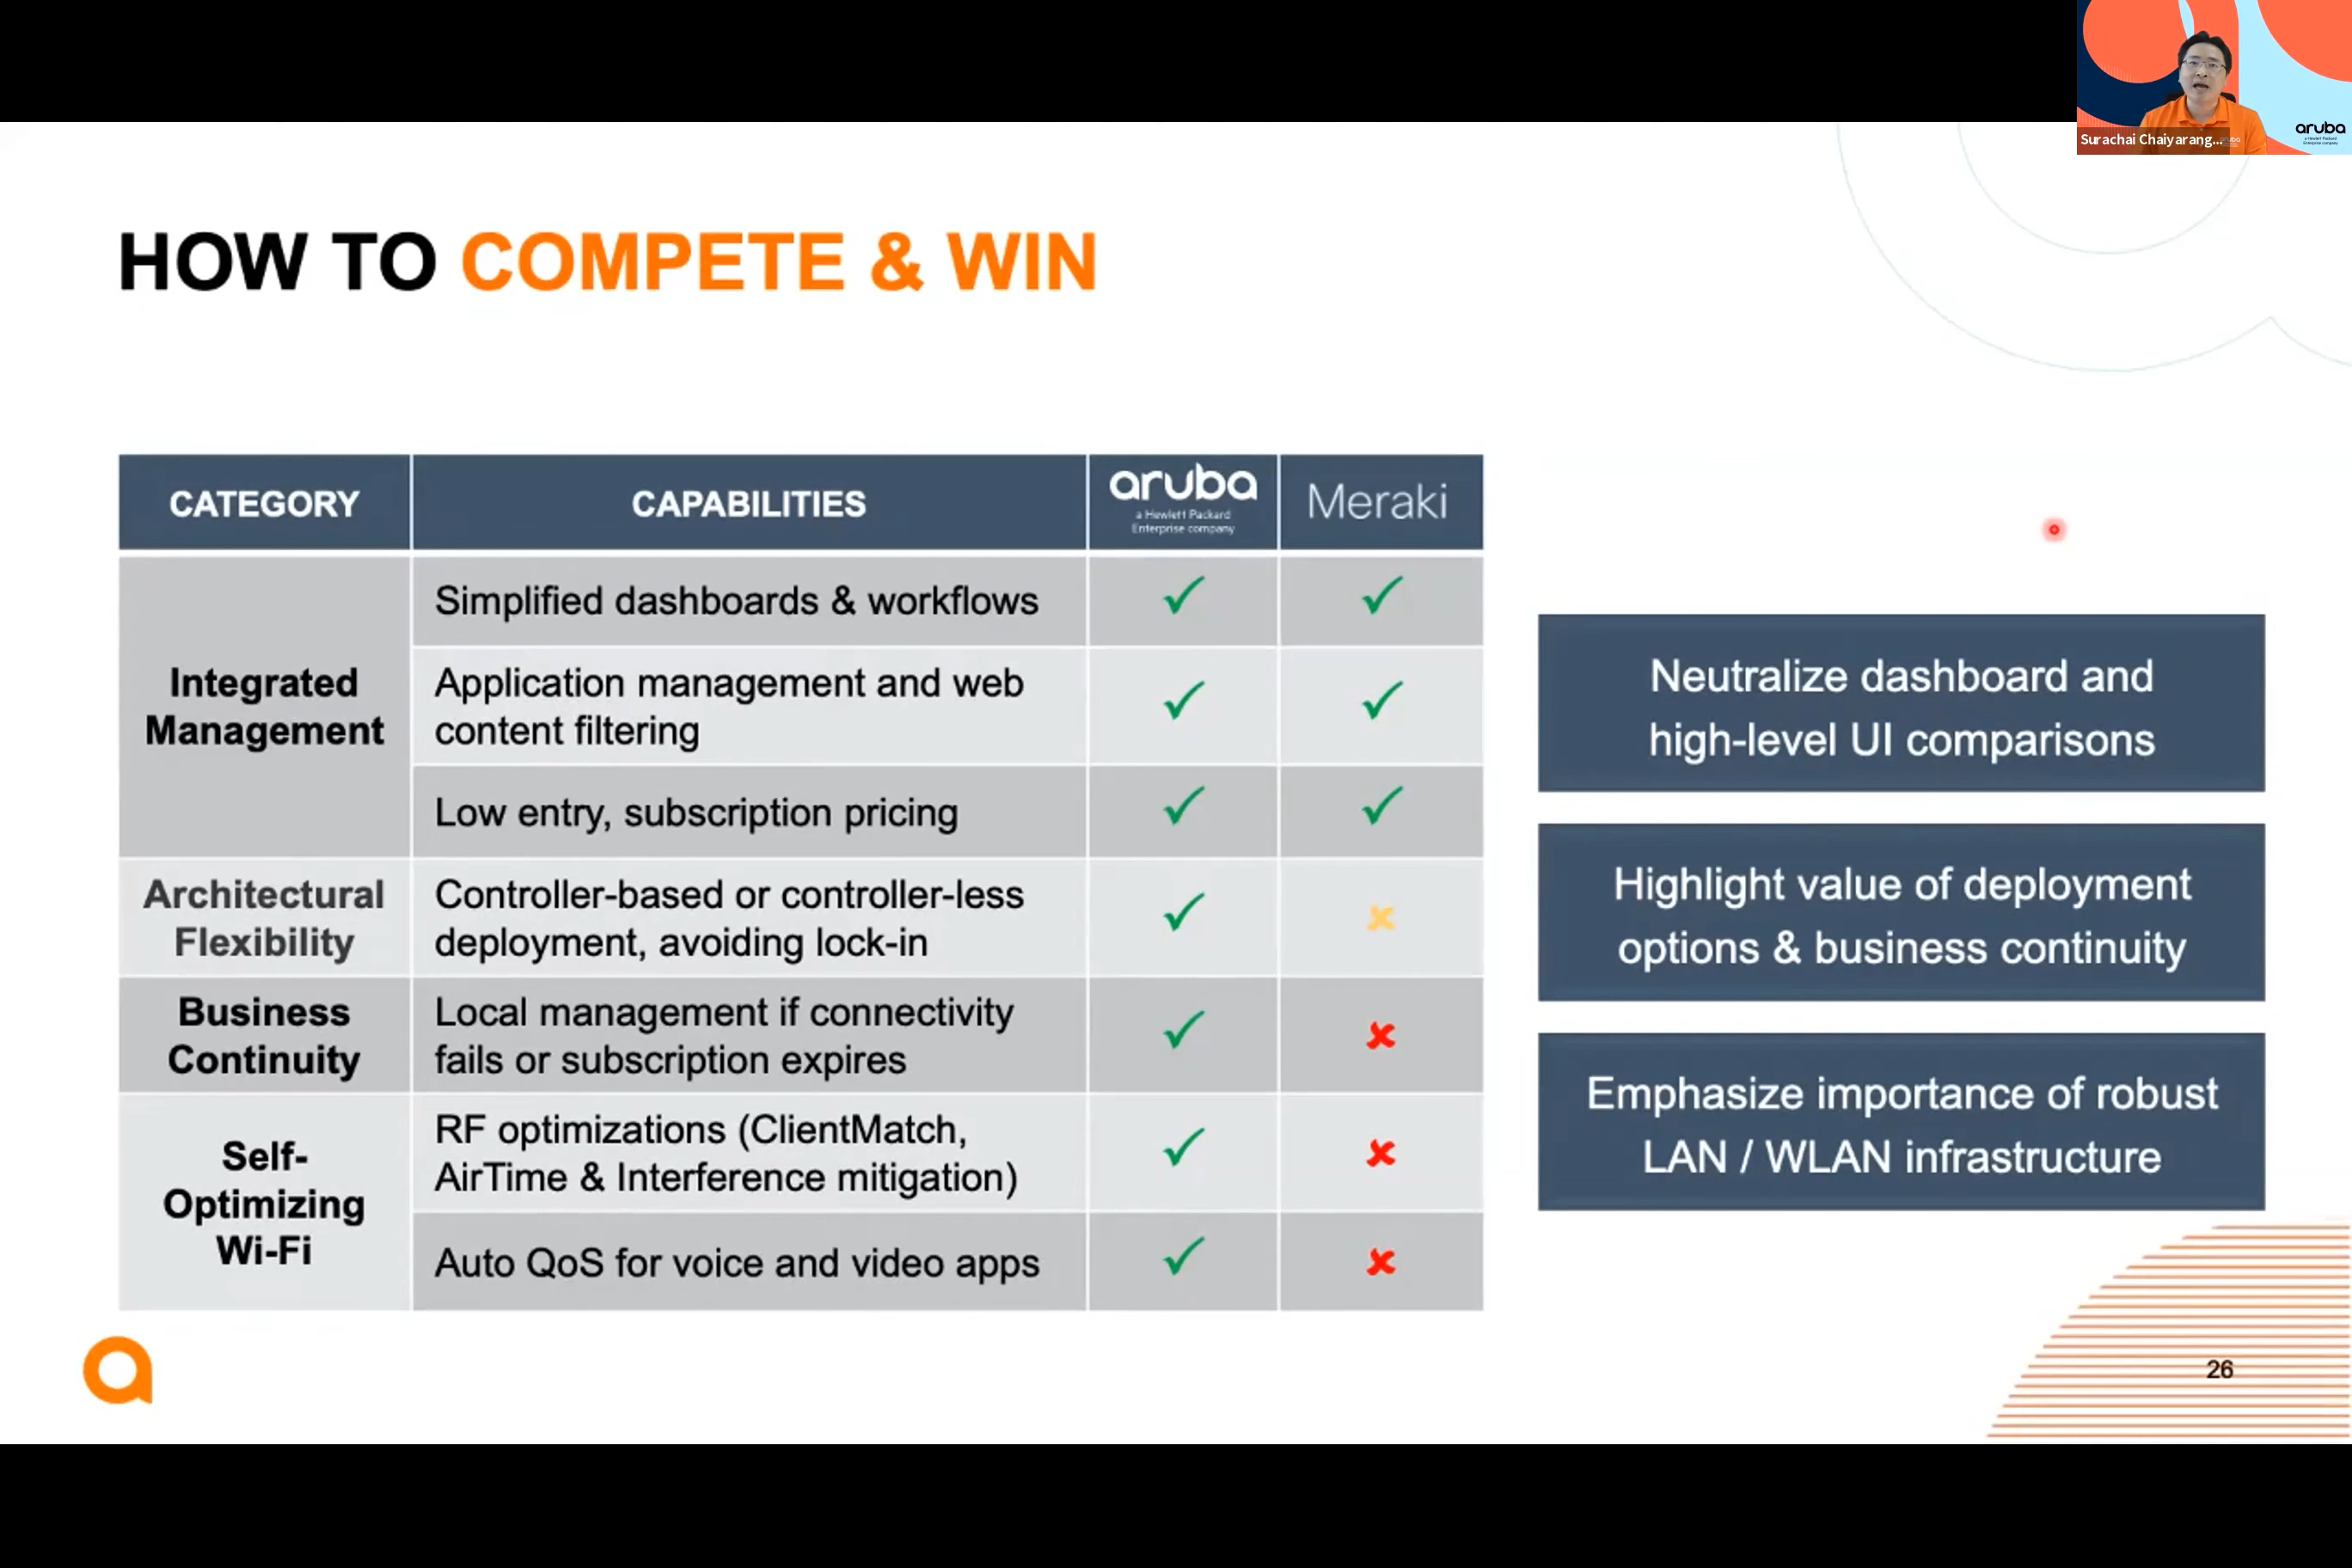 Surachai Chaiyarang...
aruba
a Hewlett Packard
Enterprise company
HOW TO COMPETE & WIN
CATEGORY
CAPABILITIES
aruba
a Hewlett Packard
Enterprise company
Meraki
Integrated
Management
Simplified dashboards & workflows
Application management and web
content filtering
Low entry, subscription pricing
Architectural
Flexibility
Controller-based or controller-less
deployment, avoiding lock-in
Business
Continuity
Local management if connectivity
fails or subscription expires
Self-
Optimizing
Wi-Fi
RF optimizations (ClientMatch,
AirTime & Interference mitigation)
Auto QoS for voice and video apps
Neutralize dashboard and
high-level UI comparisons
Highlight value of deployment
options & business continuity
Emphasize importance of robust
LAN / WLAN infrastructure
26